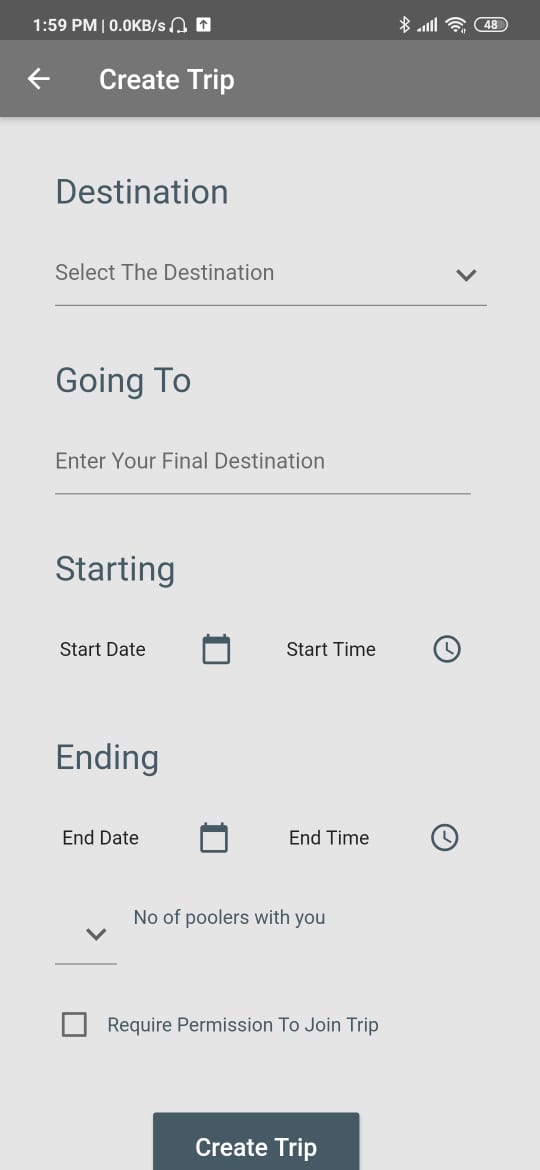 1:59 PM | 0.0KB/s 48
Create Trip
Destination
Select The Destination
Going To
Enter Your Final Destination
Starting
Start Date Start Time
Ending
End Date End Time
No of poolers with you
Require Permission To Join Trip
Create Trip